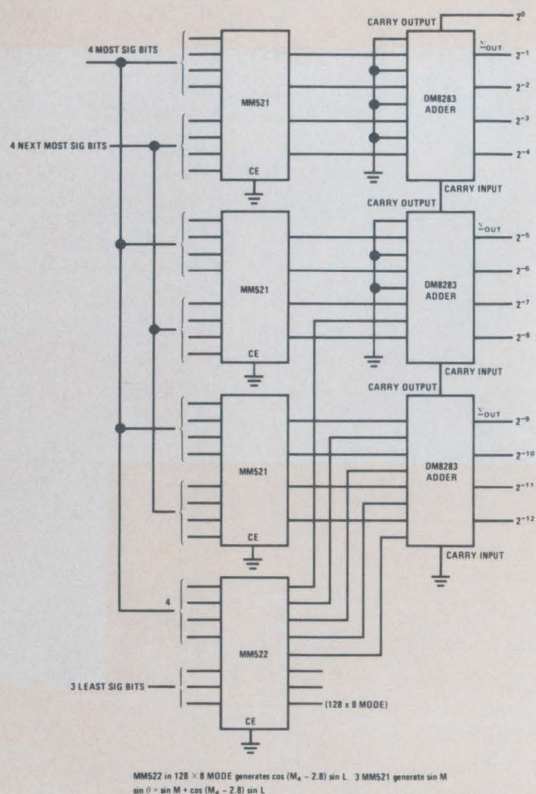 CARRY OUTPUT
2⁰
4 MOST SIG BITS
MM521
CE
DM8283
ADDER
ΣOUT
2⁻¹
2⁻²
2⁻³
2⁻⁴
4 NEXT MOST SIG BITS
CARRY INPUT
CARRY OUTPUT
MM521
CE
DM8283
ADDER
ΣOUT
2⁻⁵
2⁻⁶
2⁻⁷
2⁻⁸
CARRY INPUT
CARRY OUTPUT
MM521
CE
DM8283
ADDER
ΣOUT
2⁻⁹
2⁻¹⁰
2⁻¹¹
2⁻¹²
CARRY INPUT
4
MM522
3 LEAST SIG BITS
(128 x 8 MODE)
CE
MM522 in 128 × 8 MODE generates cos (M₄ – 2.8) sin L 3 MM521 generate sin M
sin θ = sin M + cos (M₄ – 2.8) sin L